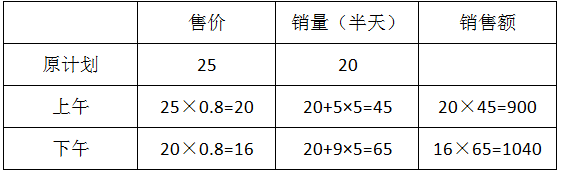 售价 销量（半天） 销售额
原计划 25 20
上午 25×0.8=20 20+5×5=45 20×45=900
下午 20×0.8=16 20+9×5=65 16×65=1040